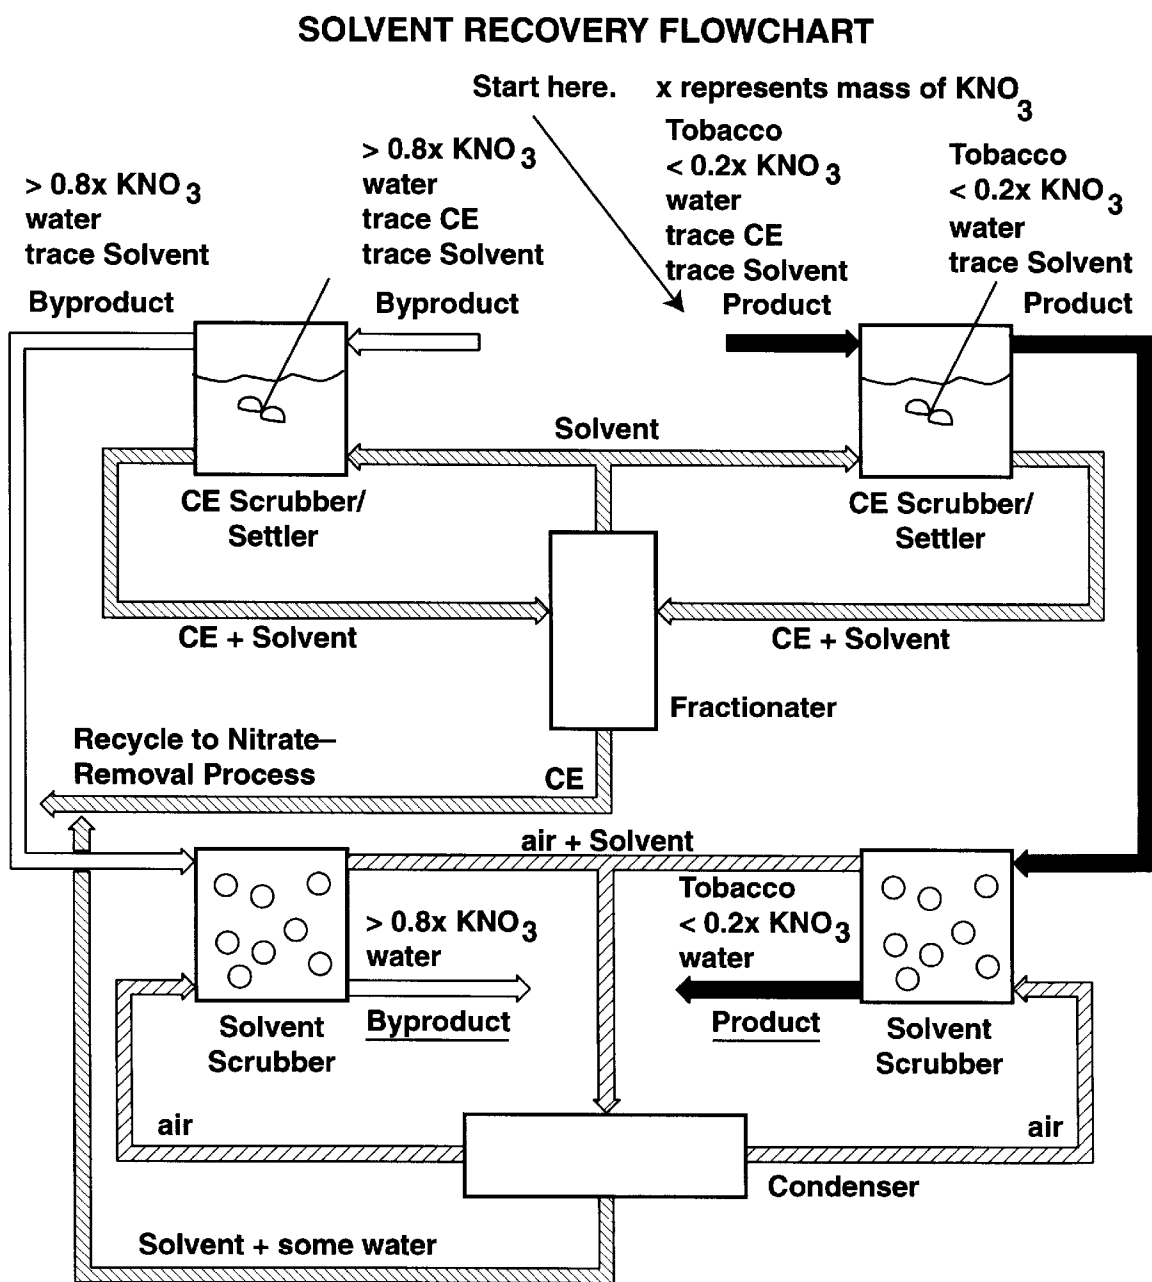 SOLVENT RECOVERY FLOWCHART
Start here.
x represents mass of KNO3
> 0.8x KNO3
water
trace Solvent
Byproduct
> 0.8x KNO3
water
trace CE
trace Solvent
Byproduct
Tobacco
< 0.2x KNO3
water
trace CE
trace Solvent
Product
Tobacco
< 0.2x KNO3
water
trace Solvent
Product
Solvent
CE Scrubber/
Settler
CE Scrubber/
Settler
CE + Solvent
CE + Solvent
Fractionater
Recycle to Nitrate–
Removal Process
CE
air + Solvent
> 0.8x KNO3
water
Byproduct
Tobacco
< 0.2x KNO3
water
Product
Solvent
Scrubber
Solvent
Scrubber
air
air
Condenser
Solvent + some water